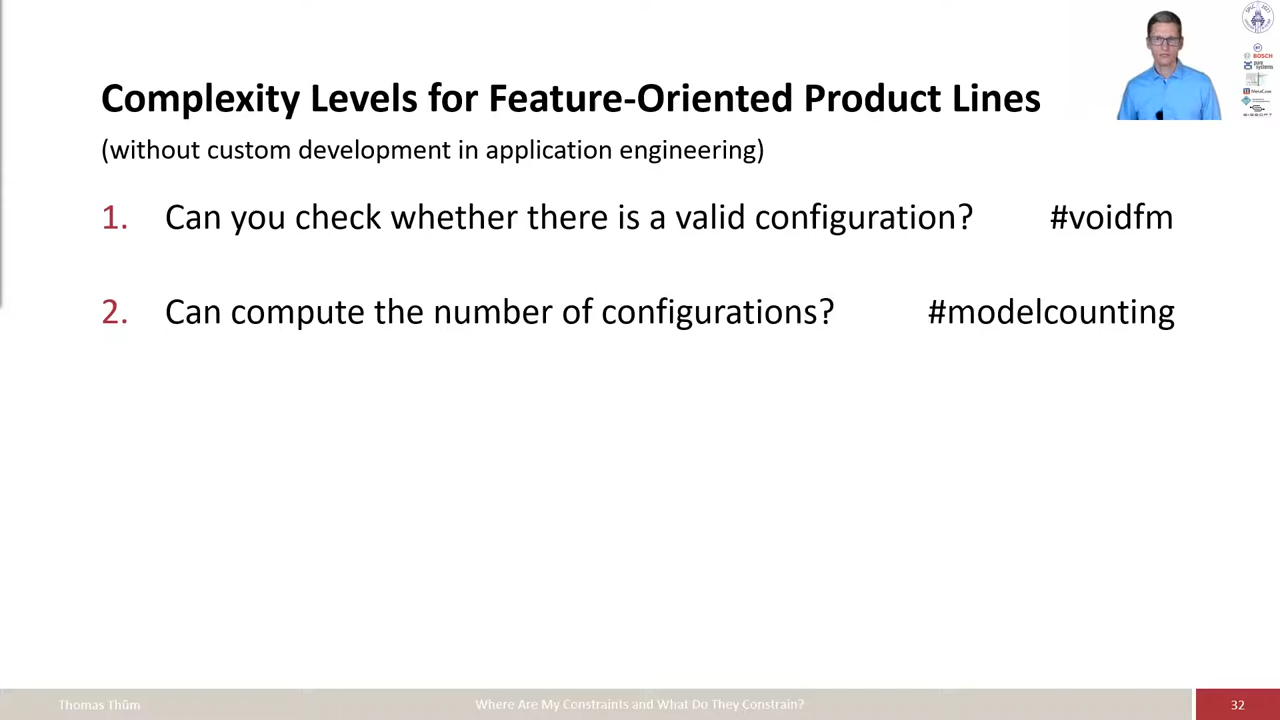 Complexity Levels for Feature-Oriented Product Lines
(without custom development in application engineering)
1. Can you check whether there is a valid configuration? #voidfm
2. Can compute the number of configurations? #modelcounting
BOSCH
Thomas Thüm
Where Are My Constraints and What Do They Constrain?
32